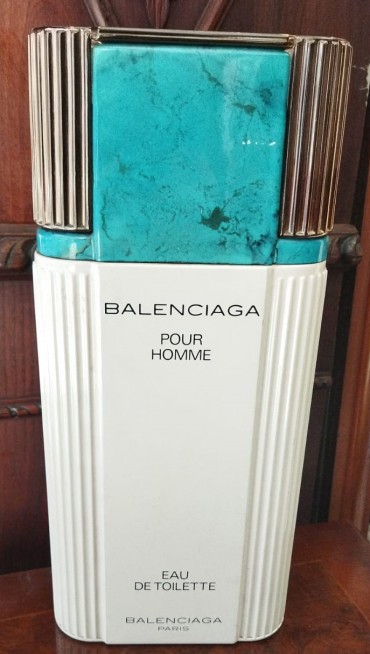 BALENCIAGA
POUR
HOMME
EAU
DE TOILETTE
BALENCIAGA
PARIS